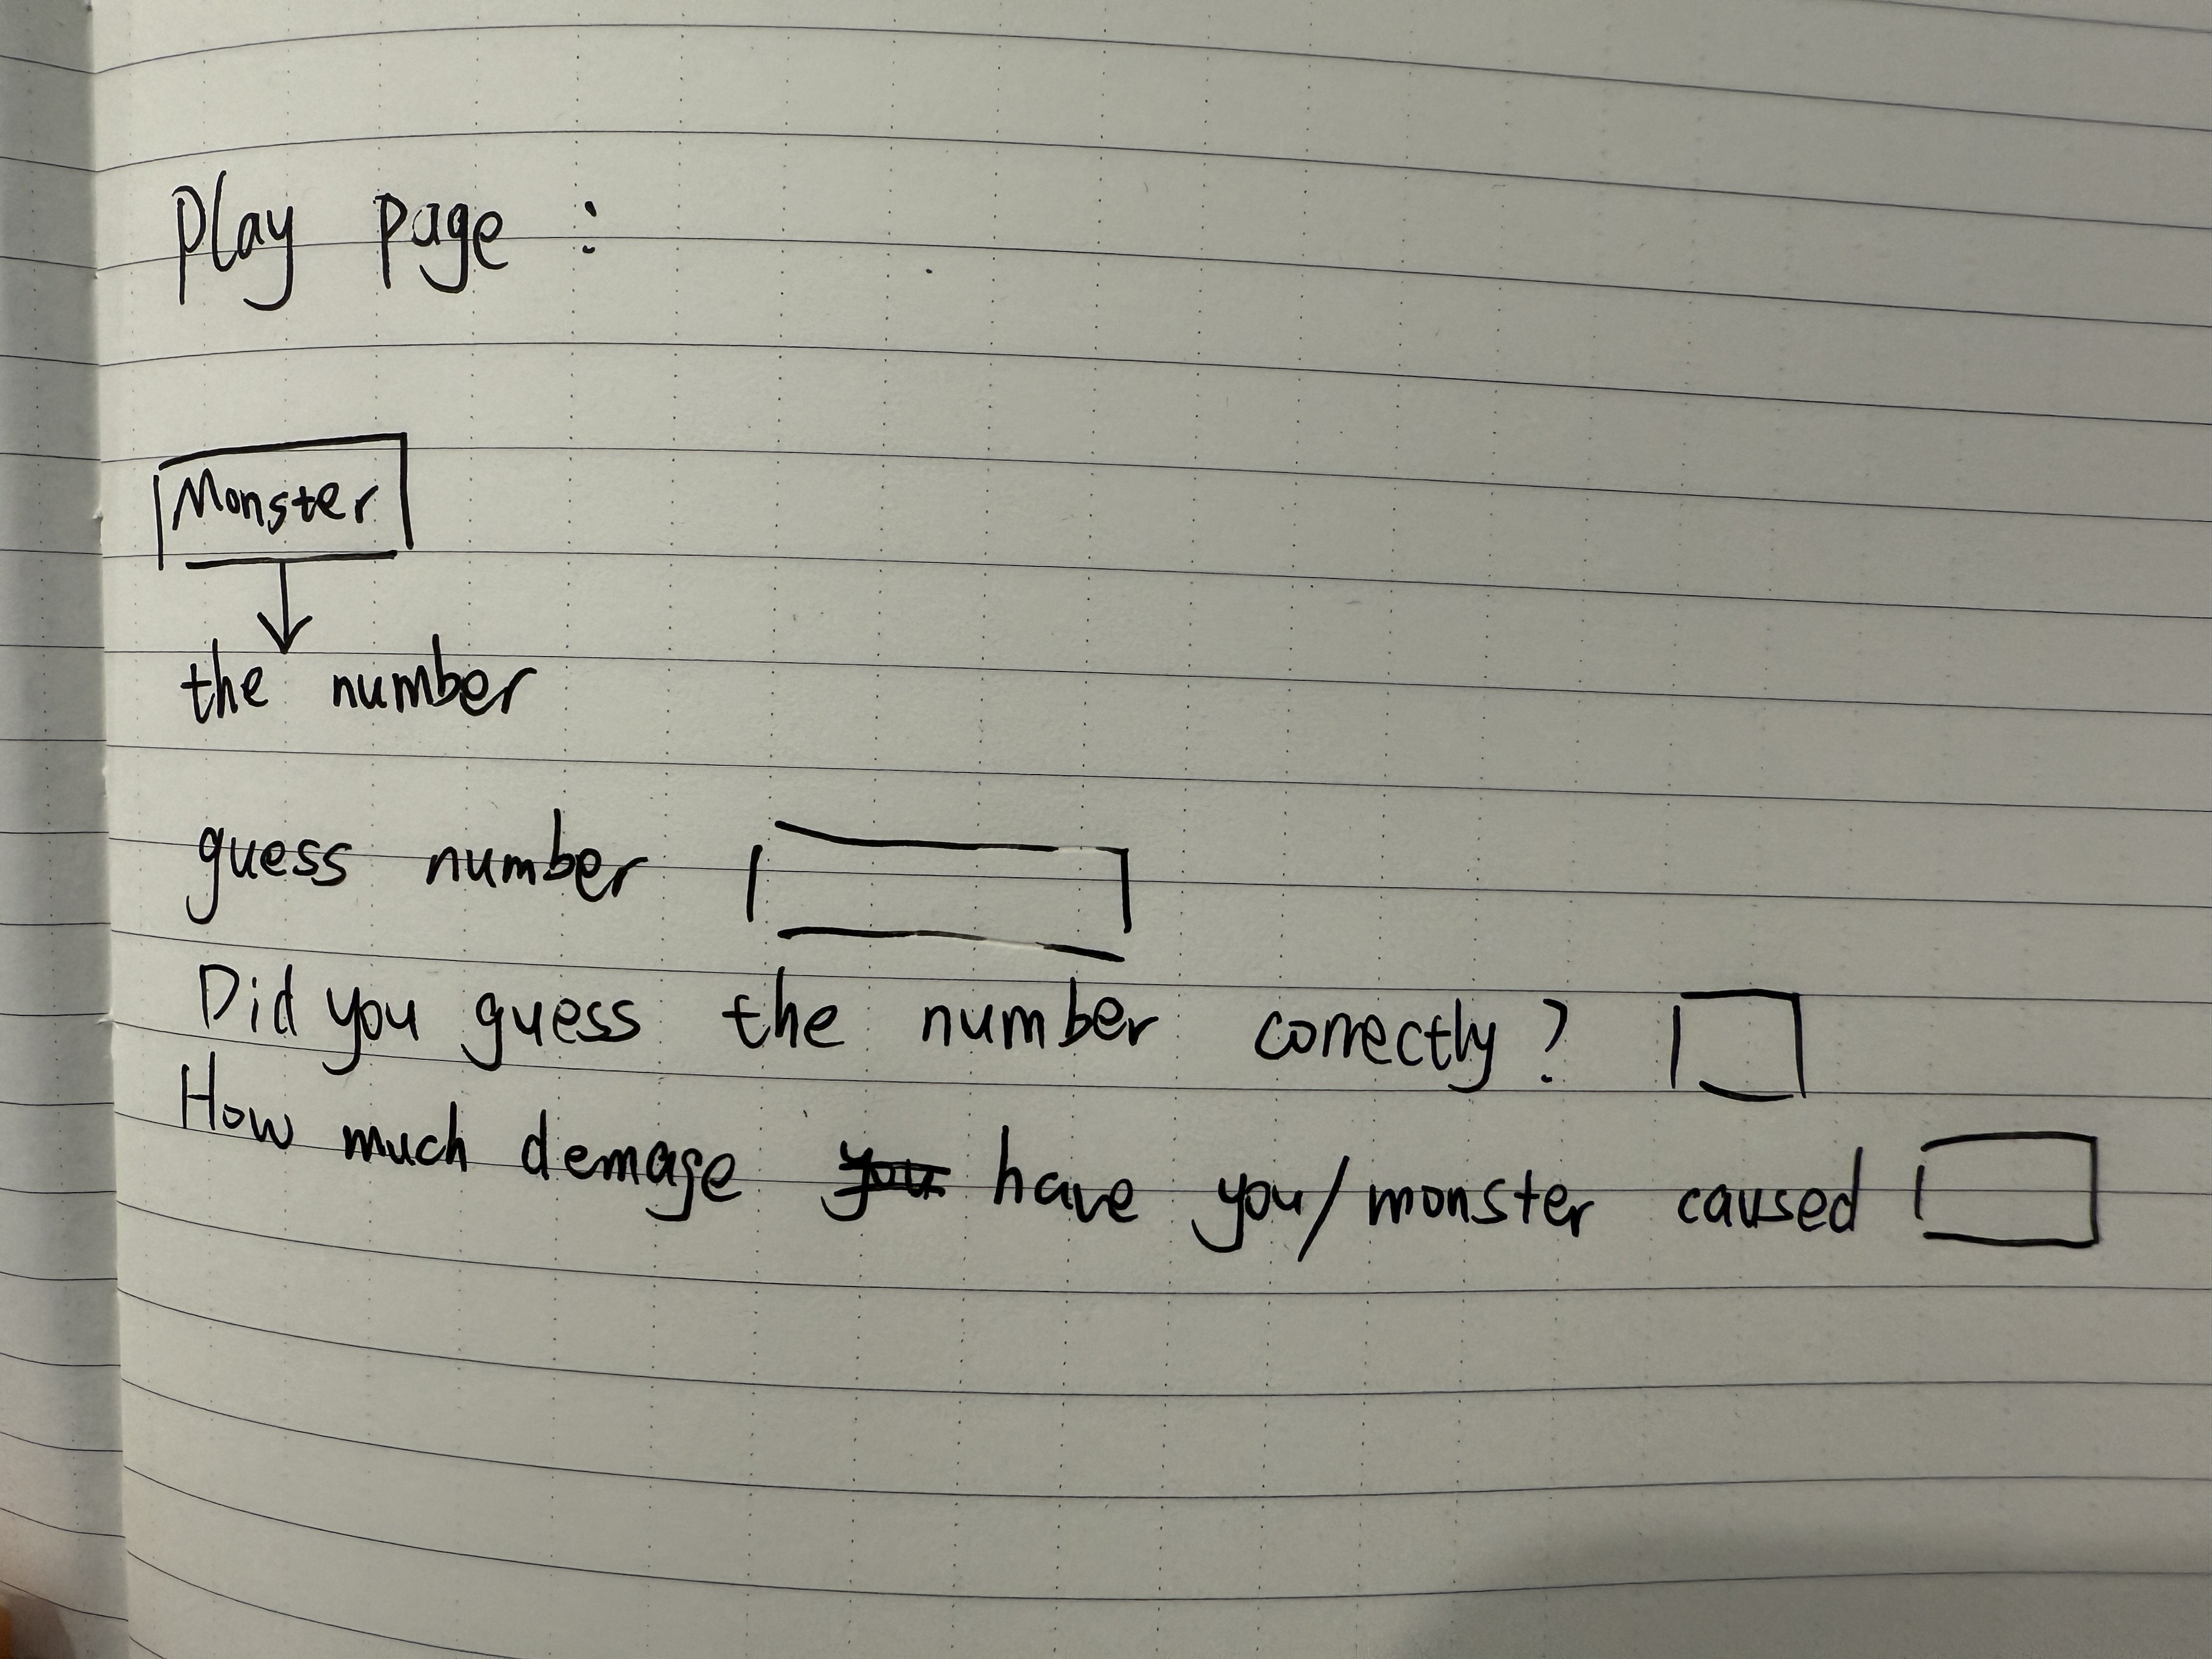 Play page :
Monster
the number
guess number
Did you guess the number correctly ?
How much demage you have you/monster caused